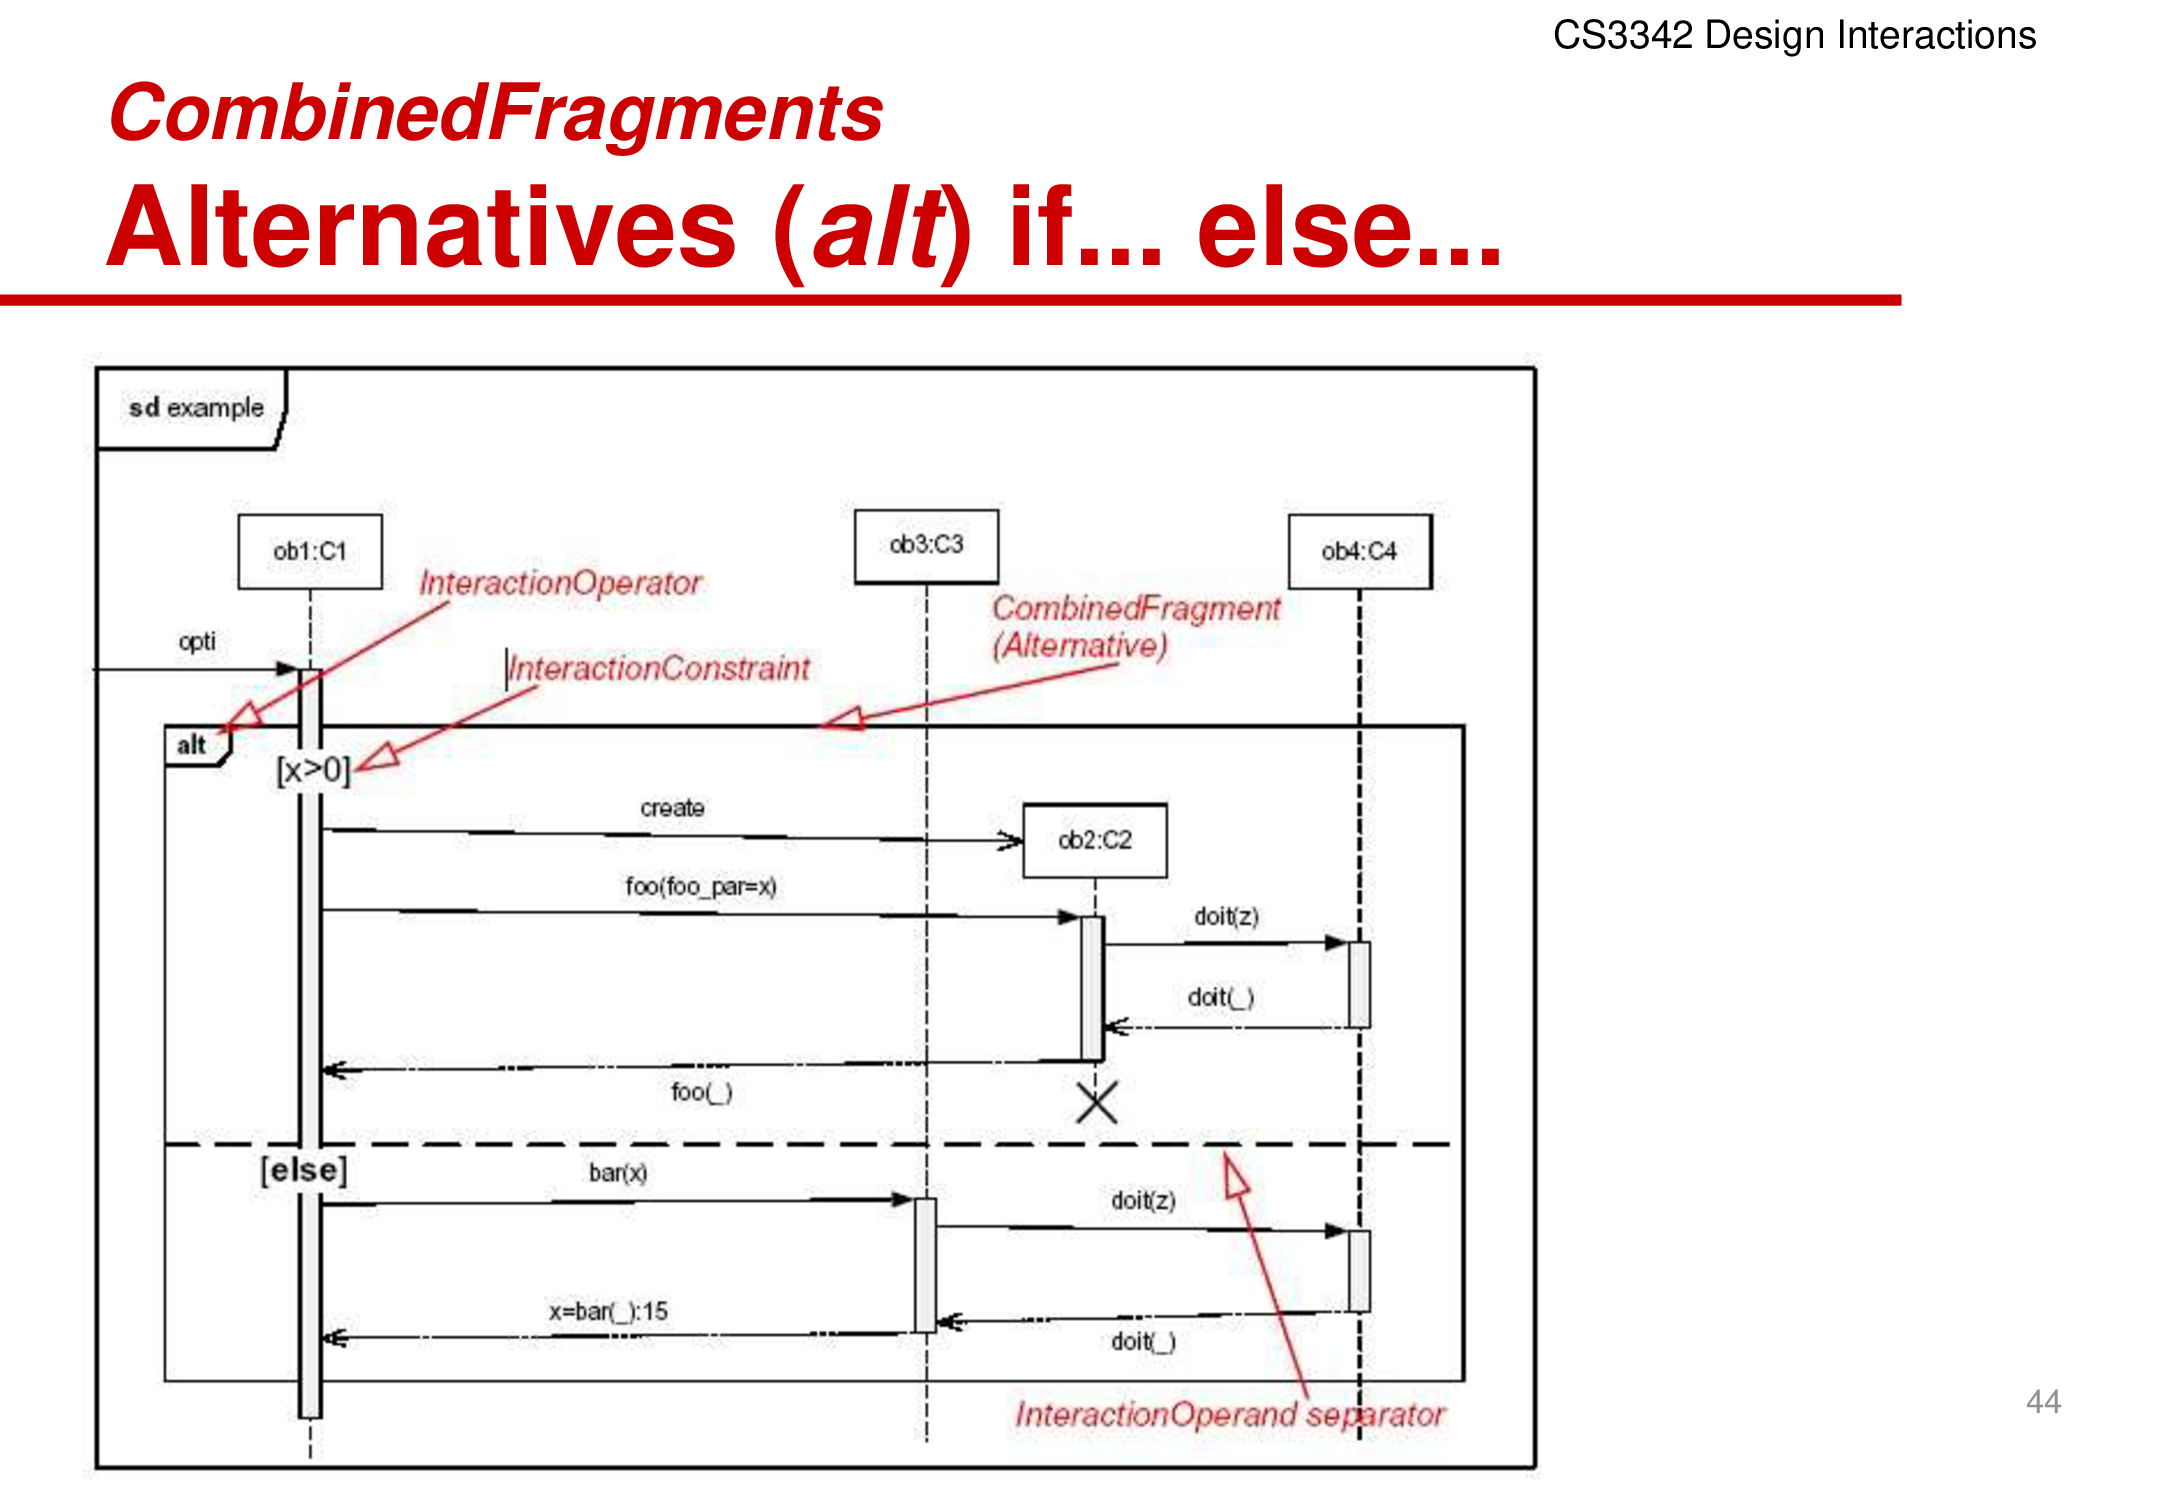 CS3342 Design Interactions
CombinedFragments
Alternatives (alt) if... else...
sd example
ob1:C1
ob3:C3
ob4:C4
InteractionOperator
CombinedFragment
(Alternative)
opti
InteractionConstraint
alt
[x>0]
create
ob2:C2
foo(foo_par=x)
doit(z)
doit(_)
foo(_)
[else]
bar(x)
doit(z)
x=bar(_):15
doit(_)
InteractionOperand separator
44